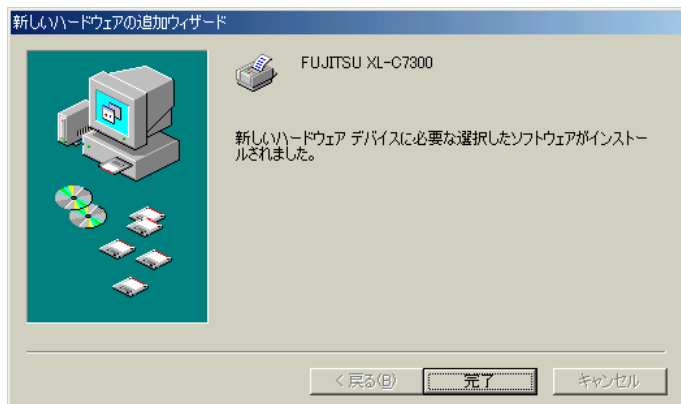 新しいハードウェアの追加ウィザード
FUJITSU XL-C7300
新しいハードウェア デバイスに必要な選択したソフトウェアがインストー
ルされました。
< 戻る(B)
完了
キャンセル